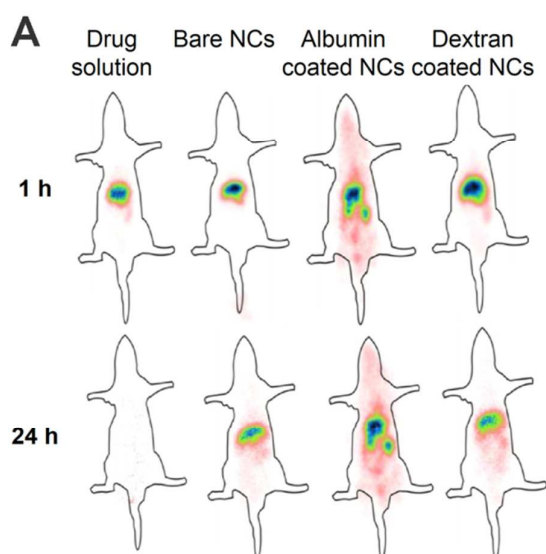 A
Drug solution
Bare NCs
Albumin coated NCs
Dextran coated NCs
1 h
24 h